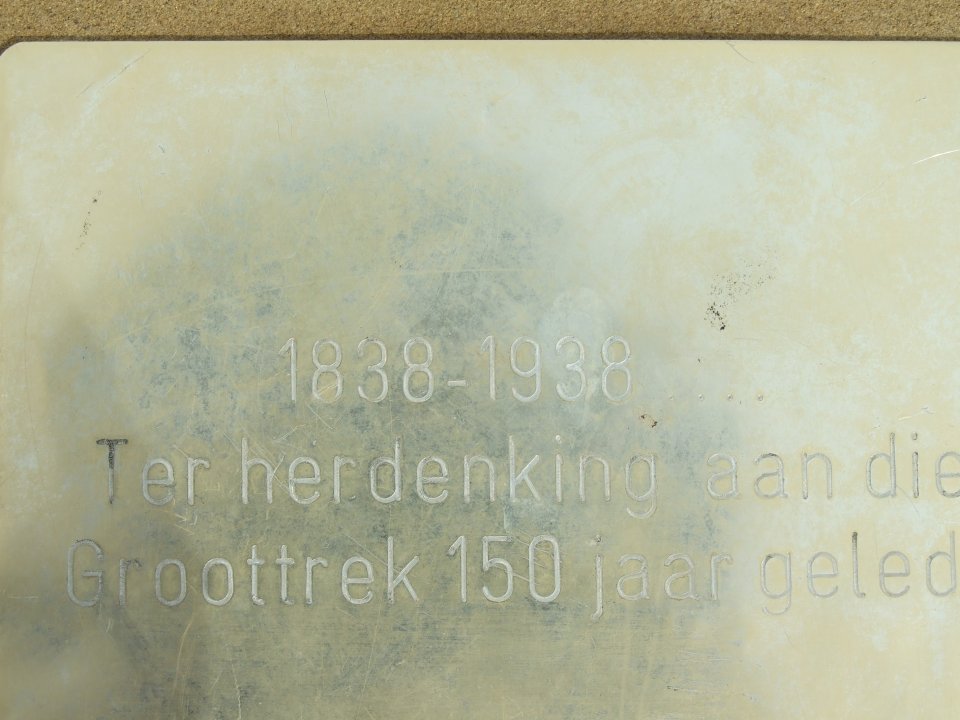 1838-1938.....
Ter herdenking aan die
Groottrek 150 jaar geled